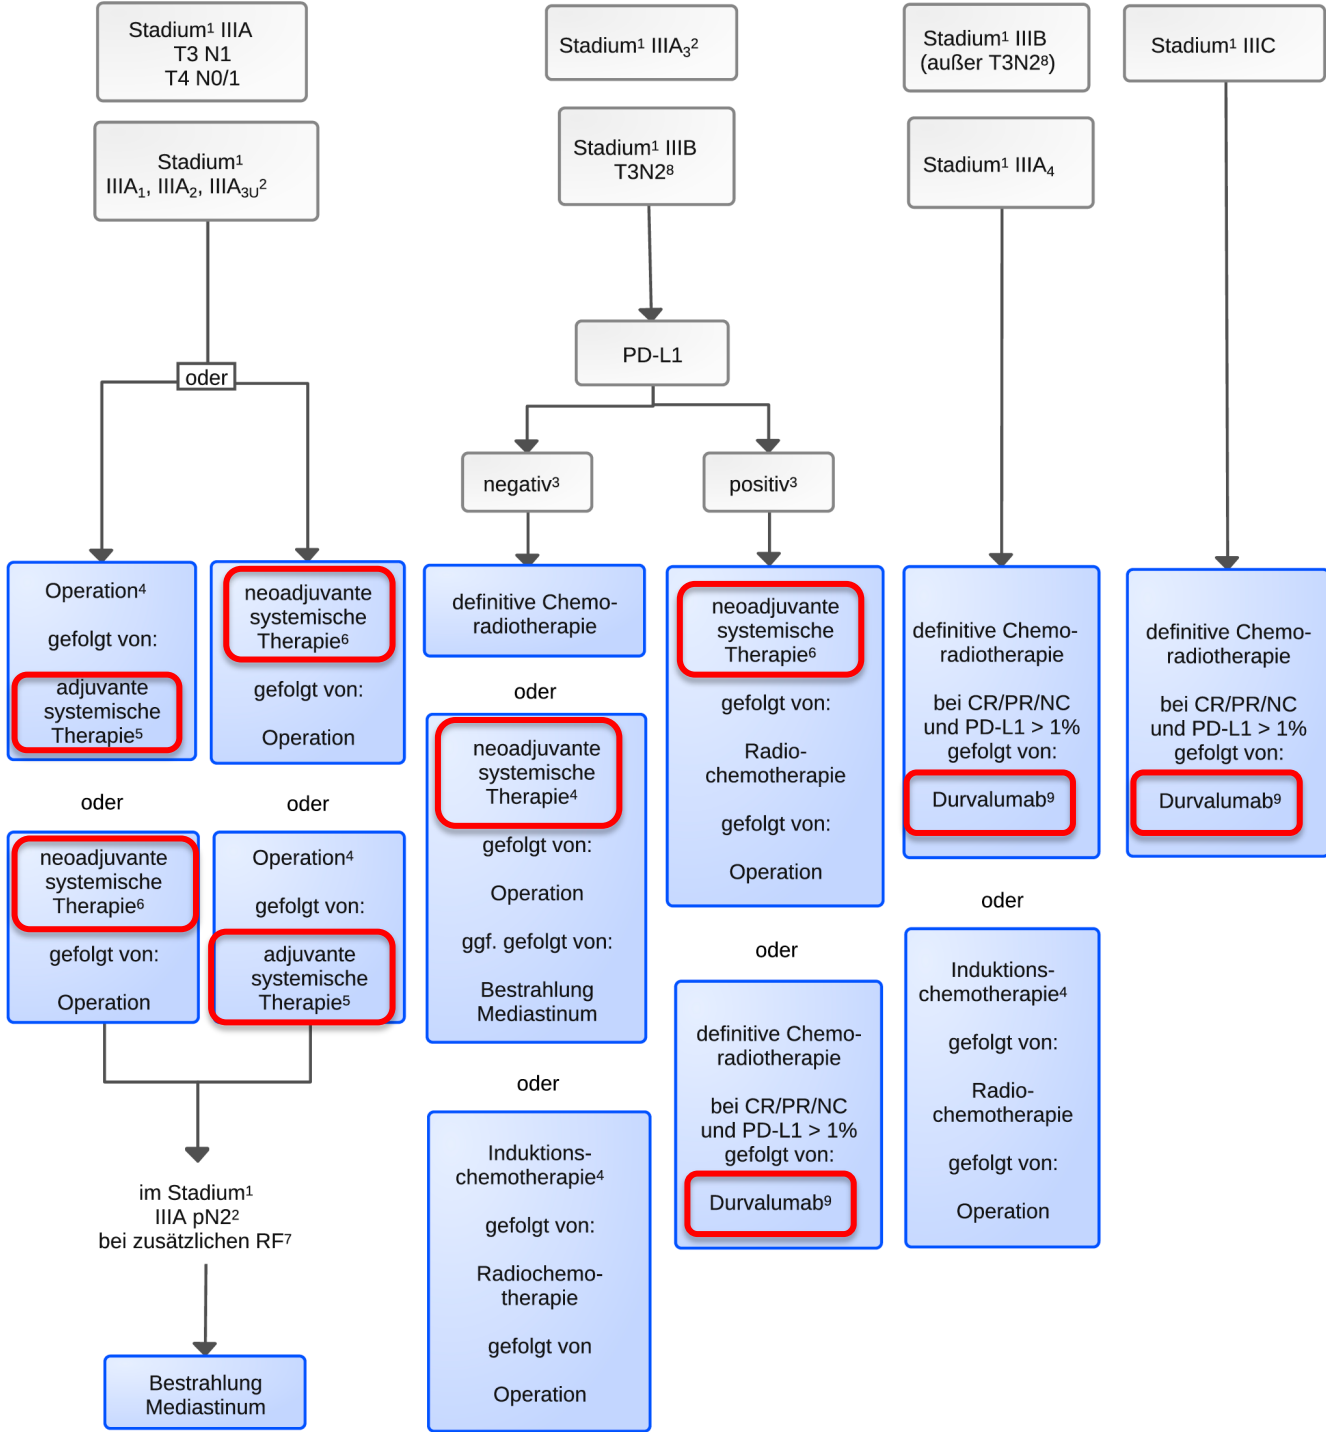 Stadium¹ IIIA
T3 N1
T4 N0/1
Stadium¹
IIIA₁, IIIA₂, IIIA₃ᵤ²
oder
Operation⁴
gefolgt von:
adjuvante
systemische
Therapie⁵
neoadjuvante
systemische
Therapie⁶
gefolgt von:
Operation
oder
oder
neoadjuvante
systemische
Therapie⁶
gefolgt von:
Operation
Operation⁴
gefolgt von:
adjuvante
systemische
Therapie⁵
im Stadium¹
IIIA pN2²
bei zusätzlichen RF⁷
Bestrahlung
Mediastinum
Stadium¹ IIIA₃²
Stadium¹ IIIB
T3N2⁸
PD-L1
negativ³
positiv³
definitive Chemo-
radiotherapie
oder
neoadjuvante
systemische
Therapie⁴
gefolgt von:
Operation
ggf. gefolgt von:
Bestrahlung
Mediastinum
oder
Induktions-
chemotherapie⁴
gefolgt von:
Radiochemo-
therapie
gefolgt von
Operation
neoadjuvante
systemische
Therapie⁶
gefolgt von:
Radio-
chemotherapie
gefolgt von:
Operation
oder
definitive Chemo-
radiotherapie
bei CR/PR/NC
und PD-L1 > 1%
gefolgt von:
Durvalumab⁹
Stadium¹ IIIB
(außer T3N2⁸)
Stadium¹ IIIA₄
definitive Chemo-
radiotherapie
bei CR/PR/NC
und PD-L1 > 1%
gefolgt von:
Durvalumab⁹
oder
Induktions-
chemotherapie⁴
gefolgt von:
Radio-
chemotherapie
gefolgt von:
Operation
Stadium¹ IIIC
definitive Chemo-
radiotherapie
bei CR/PR/NC
und PD-L1 > 1%
gefolgt von:
Durvalumab⁹